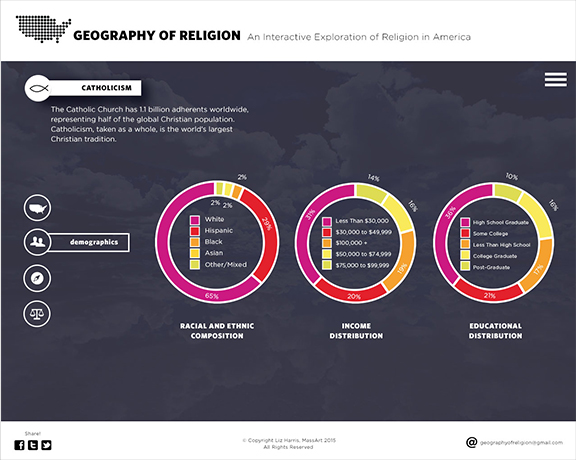 GEOGRAPHY OF RELIGION An Interactive Exploration of Religion in America
CATHOLICISM
The Catholic Church has 1.1 billion adherents worldwide,
representing half of the global Christian population.
Catholicism, taken as a whole, is the world's largest
Christian tradition.
demographics
2%
2%
2%
29%
65%
White
Hispanic
Black
Asian
Other/Mixed
RACIAL AND ETHNIC
COMPOSITION
14%
16%
19%
20%
31%
Less Than $30,000
$30,000 to $49,999
$100,000 +
$50,000 to $74,999
$75,000 to $99,999
INCOME
DISTRIBUTION
10%
16%
17%
21%
36%
High School Graduate
Some College
Less Than High School
College Graduate
Post-Graduate
EDUCATIONAL
DISTRIBUTION
Share!
© Copyright Liz Harris, MassArt 2015
All Rights Reserved
@ geographyofreligion@gmail.com